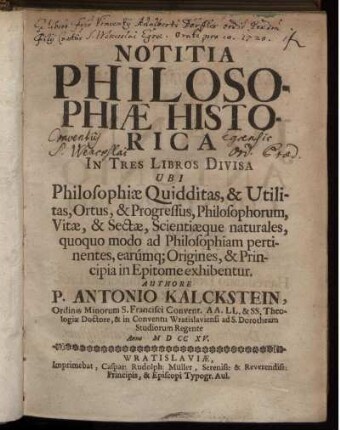 NOTITIA
PHILOSO-
PHIÆ HISTO-
RICA
Conventûs
S. Wenceslai
IN TRES LIBROS DIVISA
UBI
Philosophiæ Quidditas, & Utili-
tas, Ortus, & Progressus, Philosophorum,
Vitæ, & Sectæ, Scientiæque naturales,
quoquo modo ad Philosophiam perti-
nentes, earúmq; Origines, & Prin-
cipia in Epitome exhibentur.
AUTHORE
P. ANTONIO KALCKSTEIN,
Ordinis Minorum S. Francisci Convent. AA. LL. & SS. Theo-
logiæ Doctore, & in Conventu Wratislaviensi ad S. Dorotheam
Studiorum Regente
Anno M D CC XV.
WRATISLAVIÆ,
Imprimebat, Caspar: Rudolph: Müller, Sereniss: & Reverendiss:
Principis, & Episcopi Typogr. Aul.